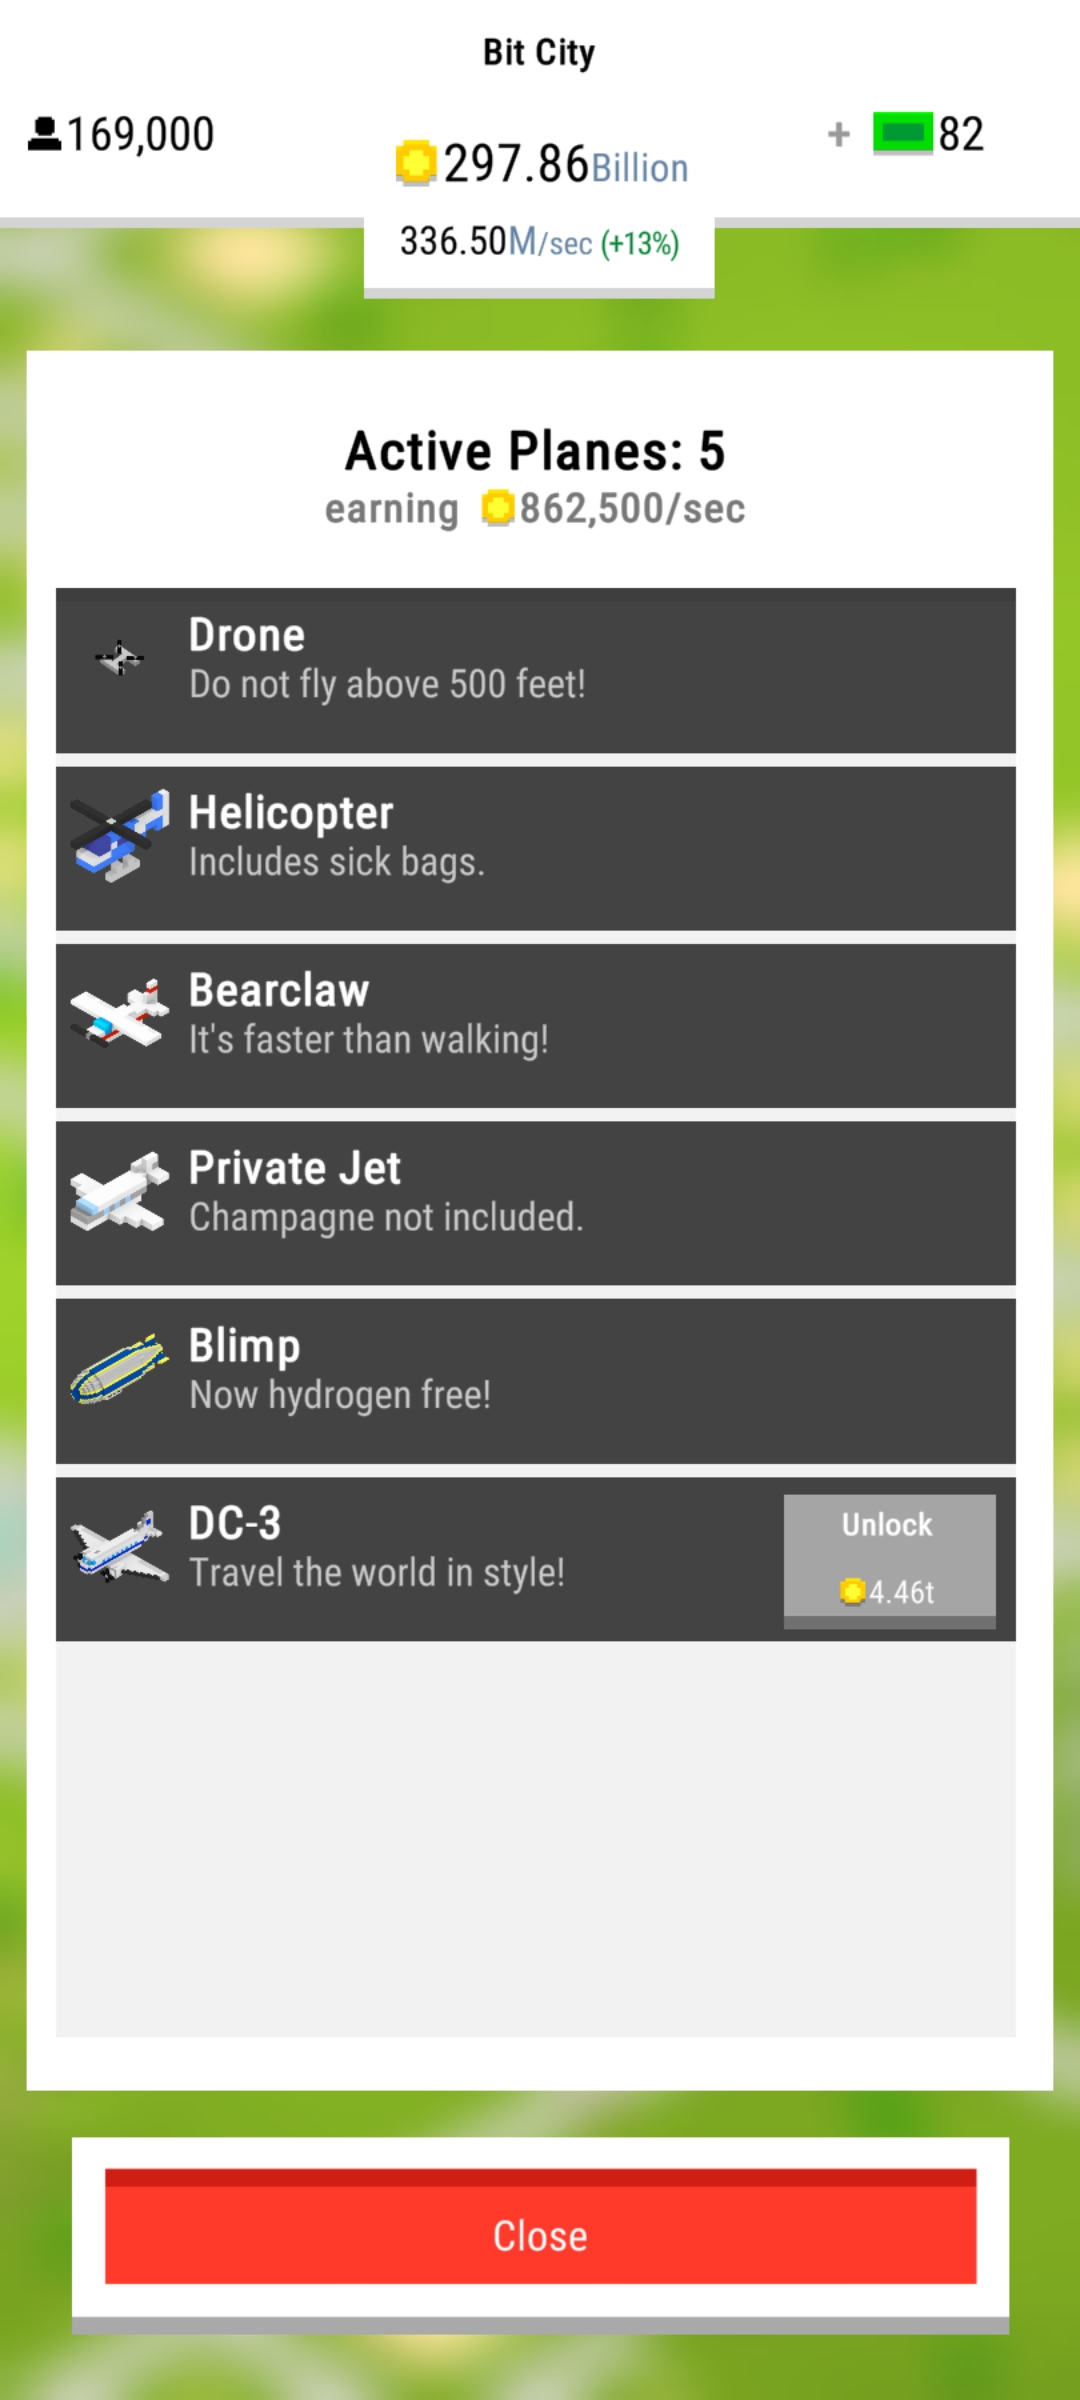 Bit City
169,000
297.86Billion
+ 82
336.50M/sec (+13%)
Active Planes: 5
earning 862,500/sec
Drone
Do not fly above 500 feet!
Helicopter
Includes sick bags.
Bearclaw
It's faster than walking!
Private Jet
Champagne not included.
Blimp
Now hydrogen free!
DC-3
Travel the world in style!
Unlock
4.46t
Close